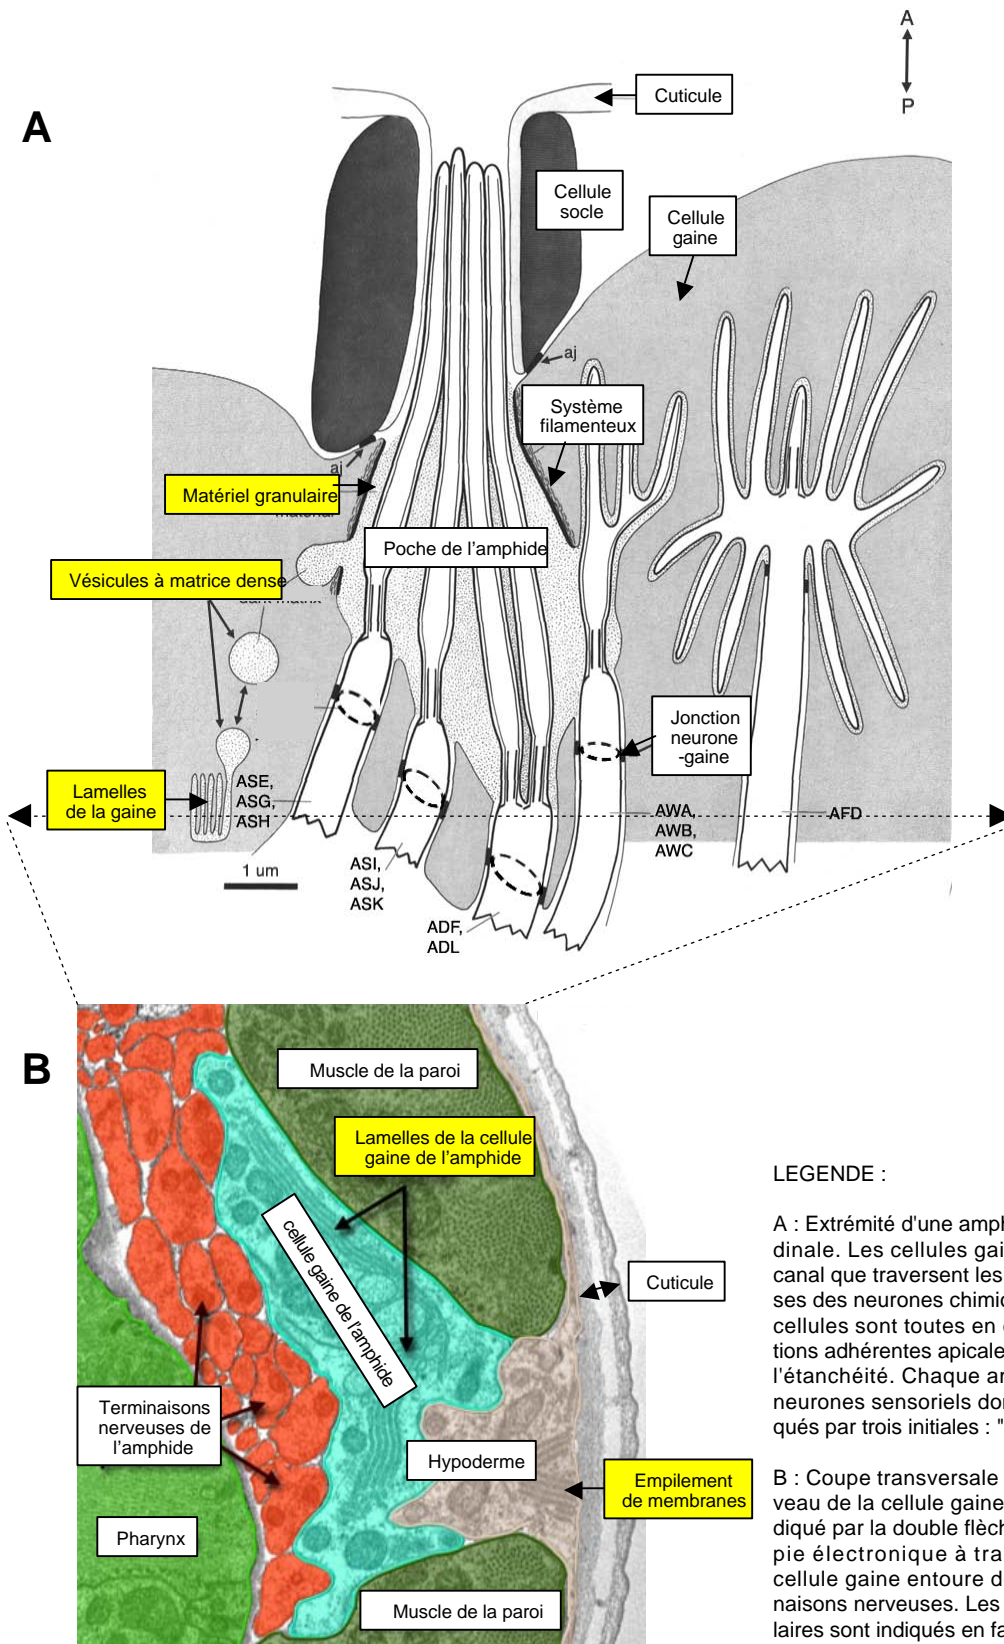 A
P
A
Cuticule
Cellule
socle
Cellule
gaine
aj
Système
filamenteux
aj
Matériel granulaire
material
Poche de l'amphide
Vésicules à matrice dense
dark matrix
Jonction
neurone
-gaine
Lamelles
de la gaine
ASE,
ASG,
ASH
AWA,
AWB,
AWC
AFD
1 um
ASI,
ASJ,
ASK
ADF,
ADL
B
Muscle de la paroi
Lamelles de la cellule
gaine de l'amphide
cellule gaine de l'amphide
Cuticule
Terminaisons
nerveuses de
l'amphide
Hypoderme
Empilement
de membranes
Pharynx
Muscle de la paroi
LEGENDE :
A : Extrémité d'une amph
dinale. Les cellules gai
canal que traversent les
ses des neurones chimic
cellules sont toutes en
tions adhérentes apicale
l'étanchéité. Chaque ar
neurones sensoriels dor
qués par trois initiales : "
B : Coupe transversale
veau de la cellule gaine
diqué par la double flèch
pie électronique à tra
cellule gaine entoure d
naisons nerveuses. Les
laires sont indiqués en fa